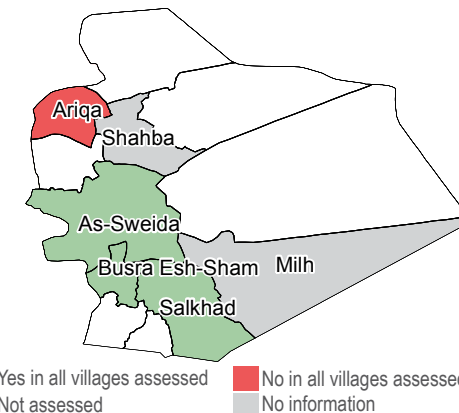 Ariqa
Shahba
As-Sweida
Busra Esh-Sham
Milh
Salkhad
Yes in all villages assessed
No in all villages assessed
Not assessed
No information